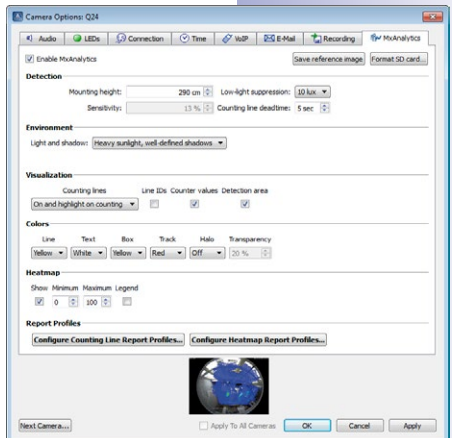 Camera Options: Q24
Audio LEDs Connection Time VoIP E-Mail Recording MxAnalytics
Enable MxAnalytics Save reference image Format SD card...
Detection
Mounting height: 290 cm Low-light suppression: 10 lux
Sensitivity: 13 % Counting line deadtime: 5 sec
Environment
Light and shadow: Heavy sunlight, well-defined shadows
Visualization
Counting lines Line IDs Counter values Detection area
On and highlight on counting
Colors
Line Text Box Track Halo Transparency
Yellow White Yellow Red Off 20 %
Heatmap
Show Minimum Maximum Legend
0 100
Report Profiles
Configure Counting Line Report Profiles... Configure Heatmap Report Profiles...
Next Camera... Apply To All Cameras OK Cancel Apply